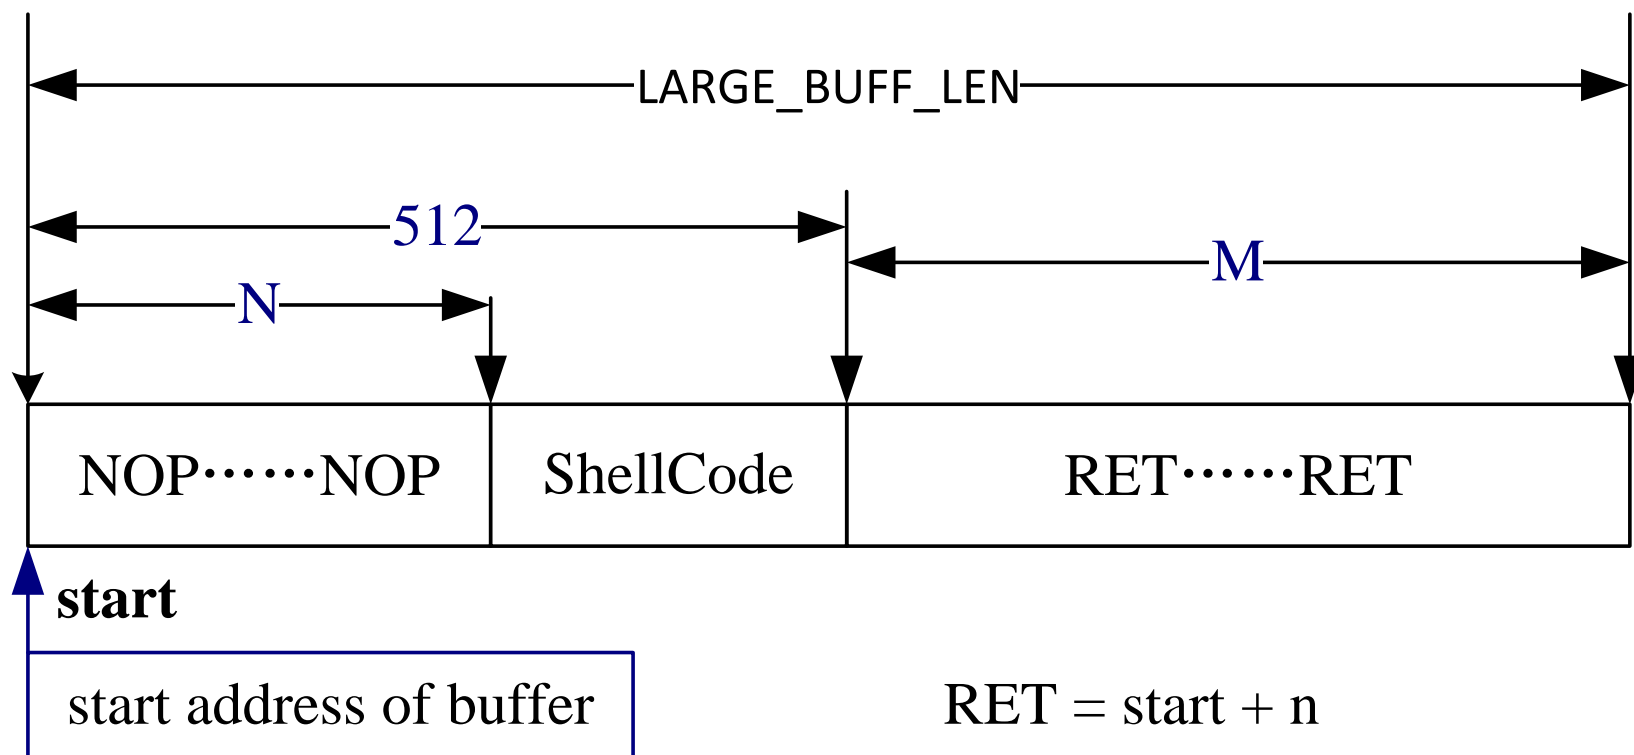 LARGE_BUFF_LEN
512
M
N
NOP······NOP ShellCode RET······RET
start
start address of buffer RET = start + n